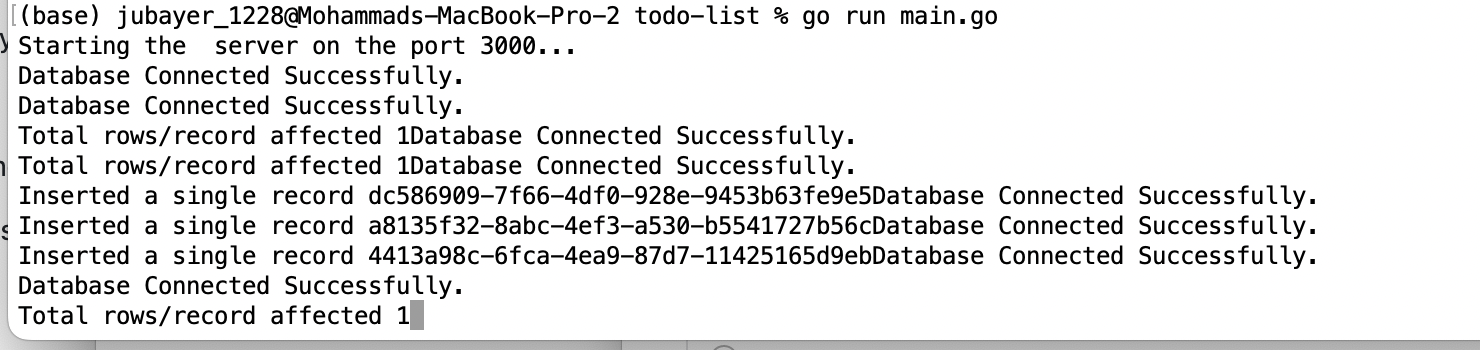 (base) jubayer_1228@Mohammads-MacBook-Pro-2 todo-list % go run main.go
Starting the  server on the port 3000...
Database Connected Successfully.
Database Connected Successfully.
Total rows/record affected 1Database Connected Successfully.
Total rows/record affected 1Database Connected Successfully.
Inserted a single record dc586909-7f66-4df0-928e-9453b63fe9e5Database Connected Successfully.
Inserted a single record a8135f32-8abc-4ef3-a530-b5541727b56cDatabase Connected Successfully.
Inserted a single record 4413a98c-6fca-4ea9-87d7-11425165d9ebDatabase Connected Successfully.
Database Connected Successfully.
Total rows/record affected 1